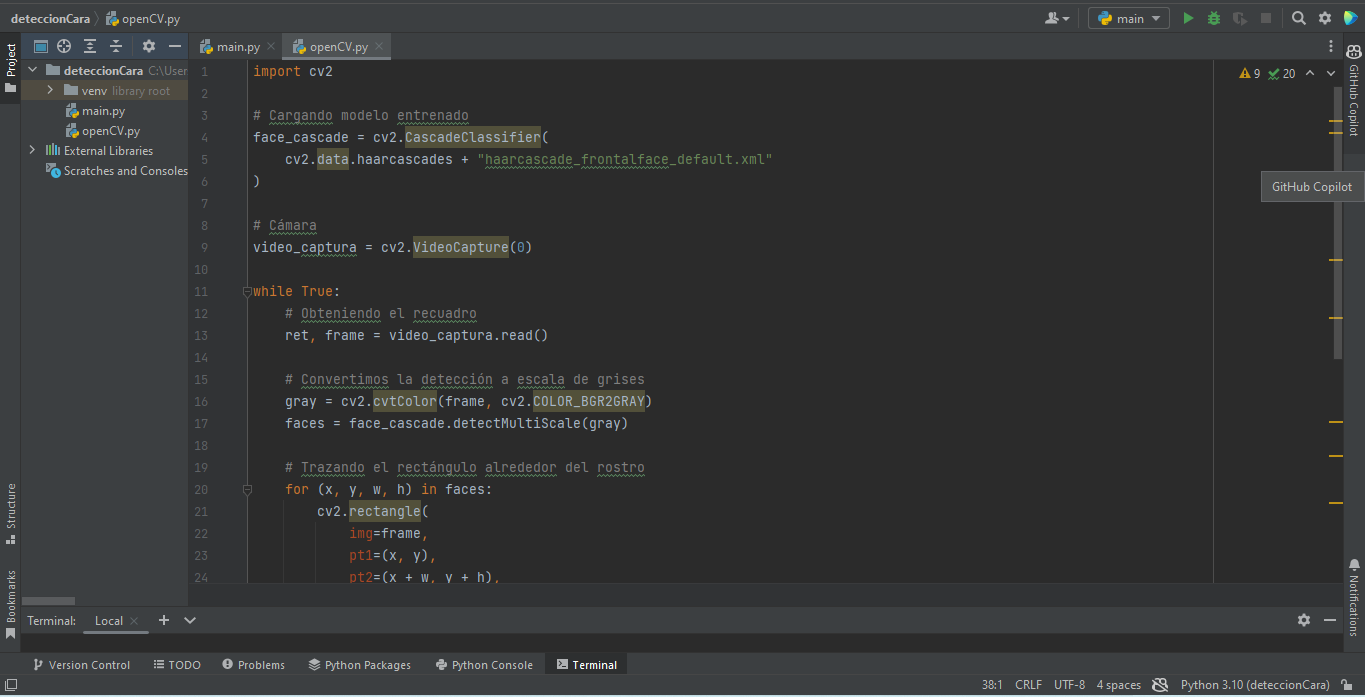 deteccionCara openCV.py main
Project
main.py openCV.py
deteccionCara C:\User
venv library root
main.py
openCV.py
External Libraries
Scratches and Consoles
1 import cv2
2
3 # Cargando modelo entrenado
4 face_cascade = cv2.CascadeClassifier(
5 cv2.data.haarcascades + "haarcascade_frontalface_default.xml"
6 )
7
8 # Cámara
9 video_captura = cv2.VideoCapture(0)
10
11 while True:
12 # Obteniendo el recuadro
13 ret, frame = video_captura.read()
14
15 # Convertimos la detección a escala de grises
16 gray = cv2.cvtColor(frame, cv2.COLOR_BGR2GRAY)
17 faces = face_cascade.detectMultiScale(gray)
18
19 # Trazando el rectángulo alrededor del rostro
20 for (x, y, w, h) in faces:
21 cv2.rectangle(
22 img=frame,
23 pt1=(x, y),
24 pt2=(x + w, y + h),
9 20
GitHub Copilot
GitHub Copilot
Structure
Bookmarks
Notifications
Terminal: Local
Version Control TODO Problems Python Packages Python Console Terminal
38:1 CRLF UTF-8 4 spaces Python 3.10 (deteccionCara)